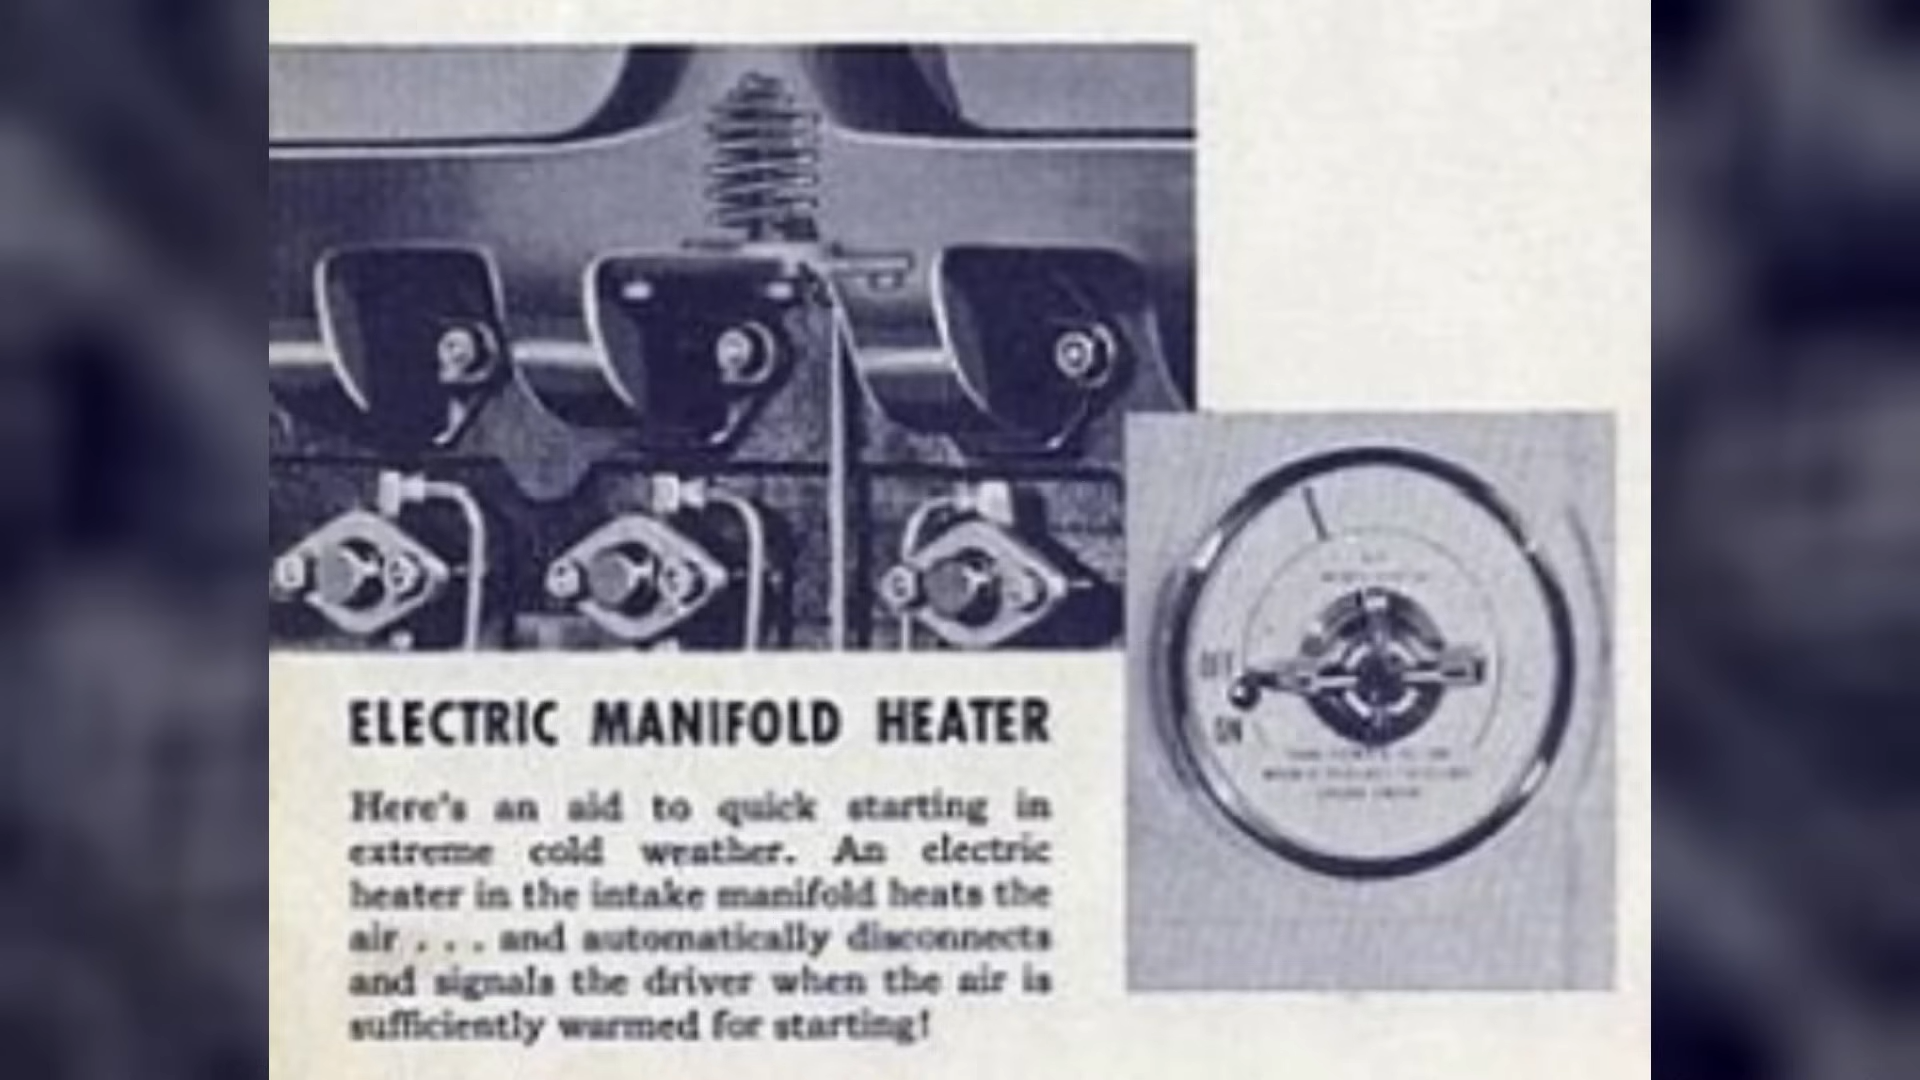 OFF
ON
ELECTRIC MANIFOLD HEATER
Here's an aid to quick starting in
extreme cold weather. An electric
heater in the intake manifold heats the
air . . . and automatically disconnects
and signals the driver when the air is
sufficiently warmed for starting!